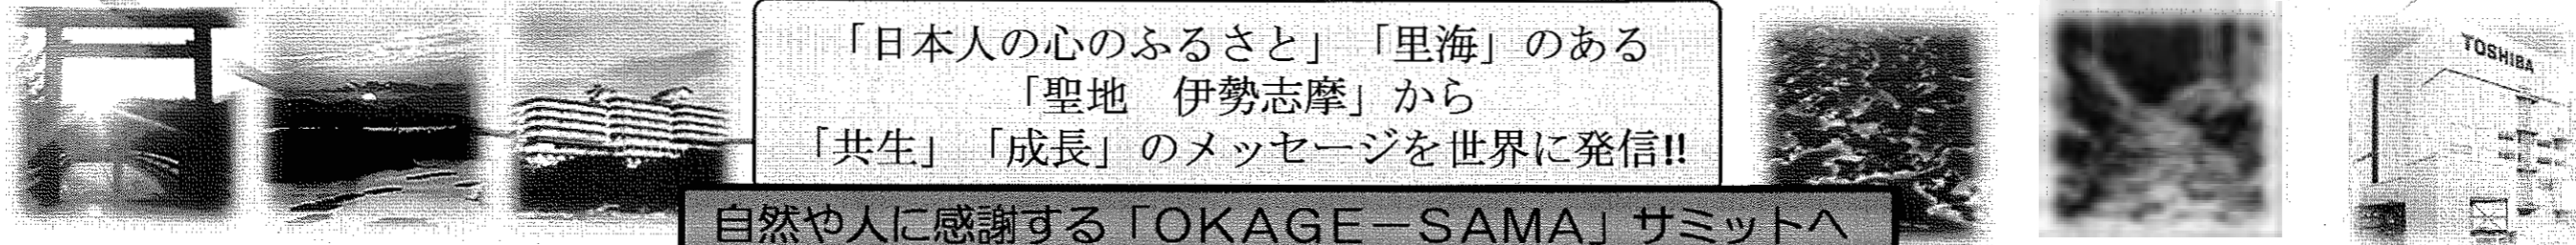 「日本人の心のふるさと」「里海」のある
「聖地　伊勢志摩」から
「共生」「成長」のメッセージを世界に発信!!
自然や人に感謝する「OKAGE－SAMA」サミットへ
TOSHIBA